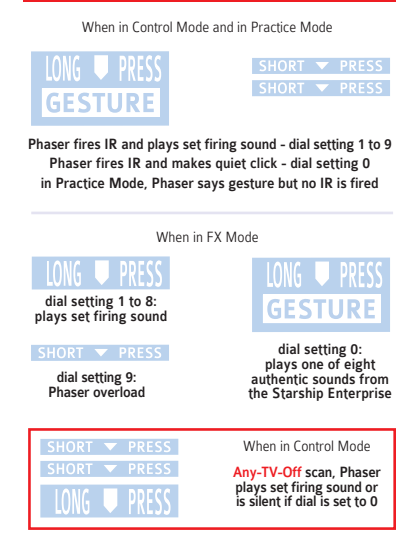 When in Control Mode and in Practice Mode
LONG PRESS
GESTURE
SHORT PRESS
SHORT PRESS
Phaser fires IR and plays set firing sound - dial setting 1 to 9
Phaser fires IR and makes quiet click - dial setting 0
in Practice Mode, Phaser says gesture but no IR is fired
When in FX Mode
LONG PRESS
dial setting 1 to 8:
plays set firing sound
SHORT PRESS
dial setting 9:
Phaser overload
LONG PRESS
GESTURE
dial setting 0:
plays one of eight
authentic sounds from
the Starship Enterprise
SHORT PRESS
SHORT PRESS
LONG PRESS
When in Control Mode
Any-TV-Off scan, Phaser
plays set firing sound or
is silent if dial is set to 0